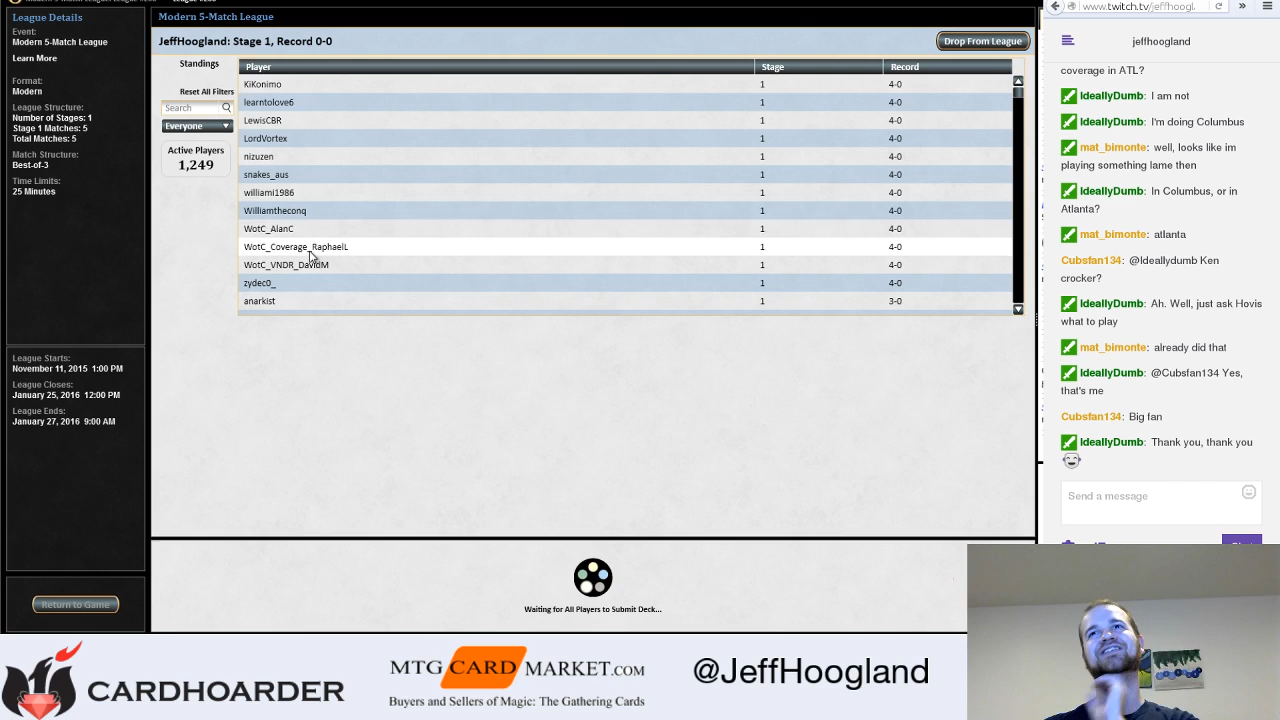 League Details
Event:
Modern 5-Match League
Learn More
Format:
Modern
League Structure:
Number of Stages: 1
Stage 1 Matches: 5
Total Matches: 5
Match Structure:
Best-of-3
Time Limits:
25 Minutes
League Starts:
November 11, 2015 1:00 PM
League Closes:
January 25, 2016 12:00 PM
League Ends:
January 27, 2016 9:00 AM
Return to Game
Modern 5-Match League
JeffHoogland: Stage 1, Record 0-0
Drop From League
Standings
Reset All Filters
Search
Everyone
Active Players
1,249
Player Stage Record
KiKonimo 1 4-0
learntolove6 1 4-0
LewisCBR 1 4-0
LordVortex 1 4-0
nizuzen 1 4-0
snakes_aus 1 4-0
williami1986 1 4-0
Williamtheconq 1 4-0
WotC_AlanC 1 4-0
WotC_Coverage_RaphaelL 1 4-0
WotC_VNDR_DavidM 1 4-0
zydec0_ 1 4-0
anarkist 1 3-0
Waiting for All Players to Submit Deck...
www.twitch.tv/jeffhoogl
jeffhoogland
coverage in ATL?
IdeallyDumb: I am not
IdeallyDumb: I'm doing Columbus
mat_bimonte: well, looks like im
playing something lame then
IdeallyDumb: In Columbus, or in
Atlanta?
mat_bimonte: atlanta
Cubsfan134: @Ideallydumb Ken
crocker?
IdeallyDumb: Ah. Well, just ask Hovis
what to play
mat_bimonte: already did that
IdeallyDumb: @Cubsfan134 Yes,
that's me
Cubsfan134: Big fan
IdeallyDumb: Thank you, thank you
Send a message
CARDHOARDER
MTG CARD MARKET.COM
Buyers and Sellers of Magic: The Gathering Cards
@JeffHoogland